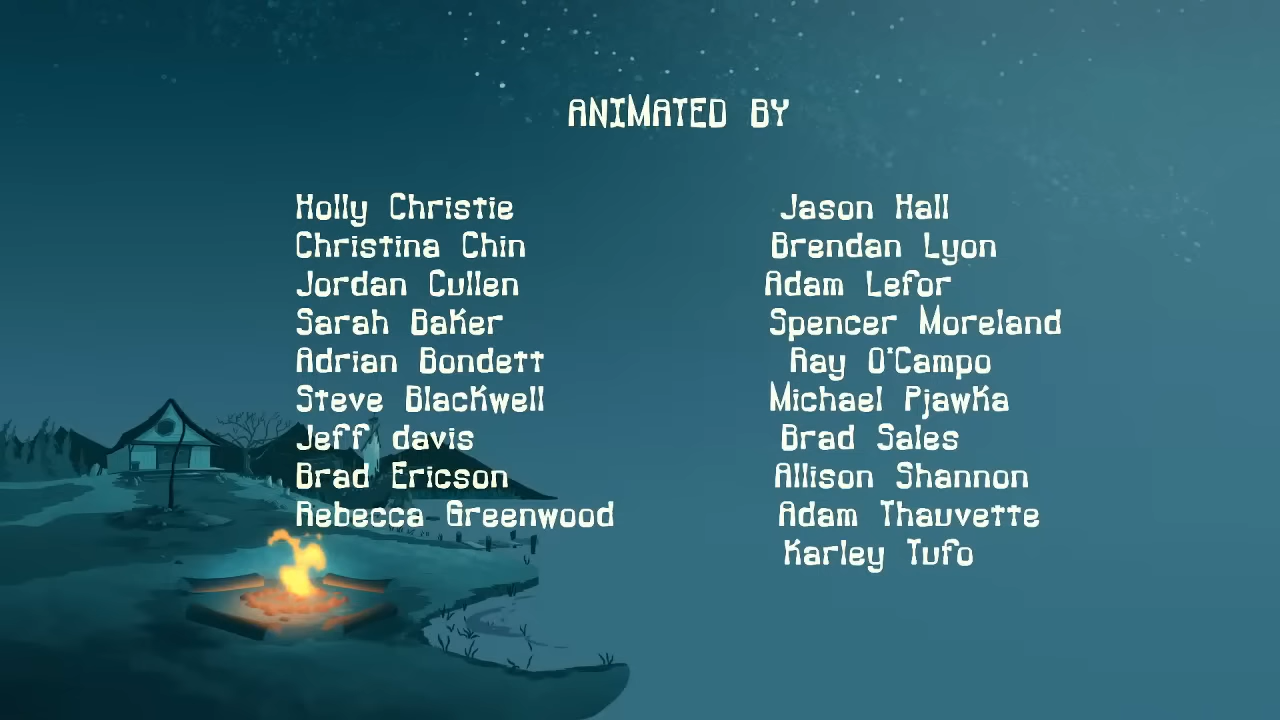 ANIMATED BY
Holly Christie
Christina Chin
Jordan Cullen
Sarah Baker
Adrian Bondett
Steve Blackwell
Jeff davis
Brad Ericson
Rebecca Greenwood
Jason Hall
Brendan Lyon
Adam Lefor
Spencer Moreland
Ray O'Campo
Michael Pjawka
Brad Sales
Allison Shannon
Adam Thauvette
Karley Tufo